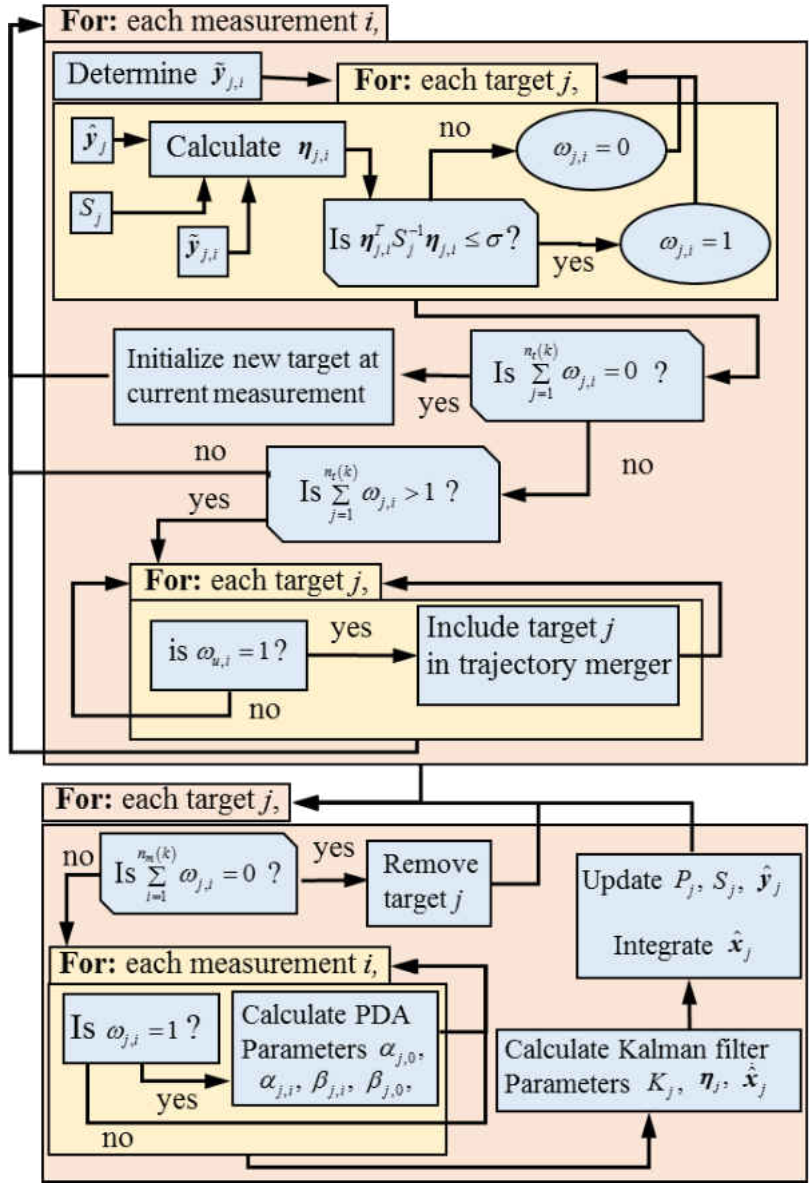 For: each measurement i,
Determine ỹ_{j,i}
For: each target j,
ŷ_j
Calculate η_{j,i}
no
ω_{j,i} = 0
S_j
ỹ_{j,i}
Is η_{j,i}^T S_j^{-1} η_{j,i} ≤ σ?
yes
ω_{j,i} = 1
Initialize new target at
current measurement
yes
Is ∑_{j=1}^{n_t(k)} ω_{j,i} = 0 ?
no
no
Is ∑_{j=1}^{n_t(k)} ω_{j,i} > 1 ?
yes
For: each target j,
is ω_{u,i} = 1?
yes
Include target j
in trajectory merger
no
For: each target j,
no
Is ∑_{i=1}^{n_m(k)} ω_{j,i} = 0 ?
yes
Remove
target j
Update P_j, S_j, ŷ_j
Integrate x̂_j
For: each measurement i,
Is ω_{j,i} = 1 ?
yes
no
Calculate PDA
Parameters α_{j,0},
α_{j,i}, β_{j,i}, β_{j,0},
Calculate Kalman filter
Parameters K_j, η_j, x̂̇_j